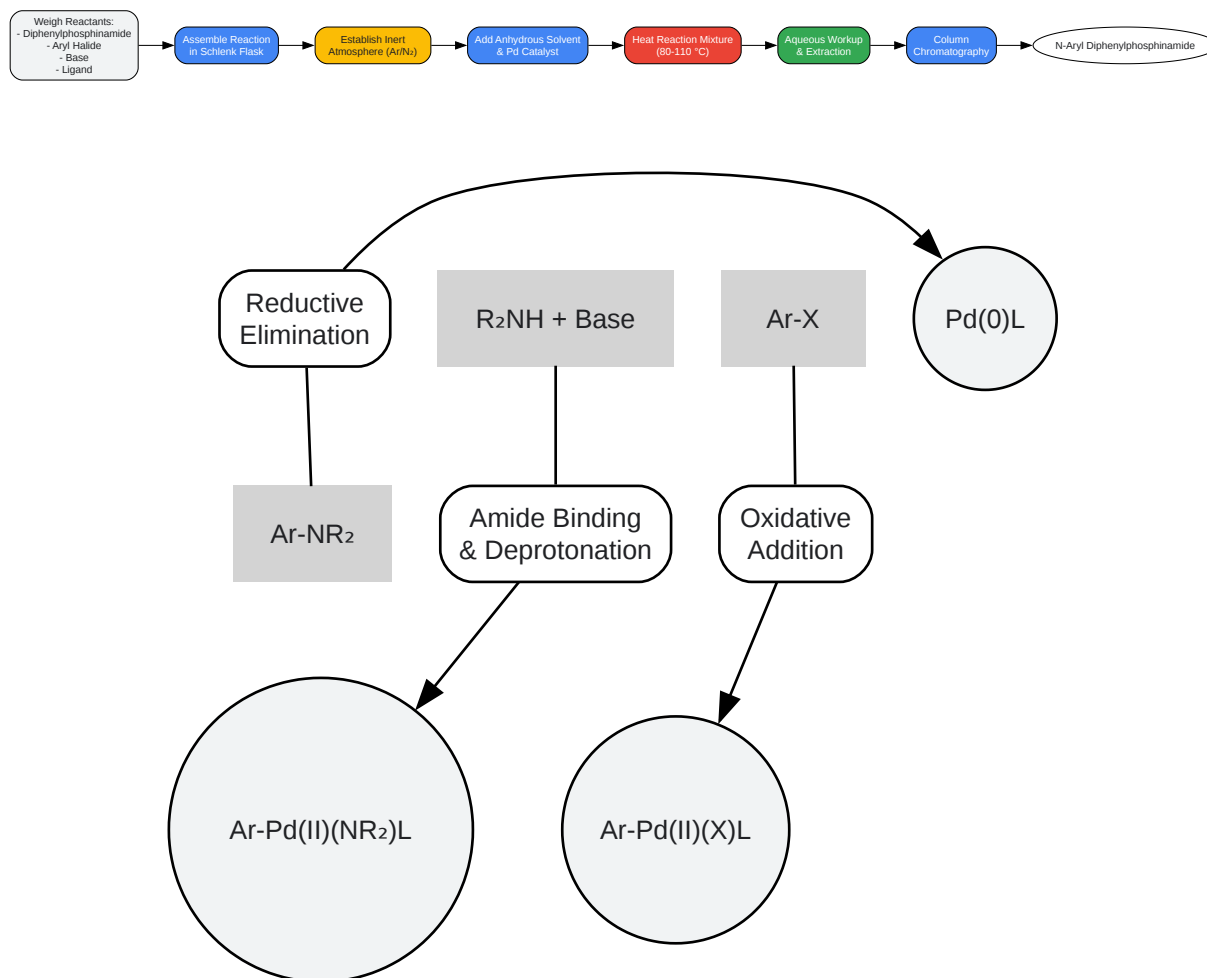 Weigh Reactants:
- Diphenylphosphinamide
- Aryl Halide
- Base
- Ligand
Assemble Reaction
in Schlenk Flask
Establish Inert
Atmosphere (Ar/N₂)
Add Anhydrous Solvent
& Pd Catalyst
Heat Reaction Mixture
(80-110 °C)
Aqueous Workup
& Extraction
Column
Chromatography
N-Aryl Diphenylphosphinamide
Reductive
Elimination
R₂NH + Base
Ar-X
Pd(0)L
Ar-NR₂
Amide Binding
& Deprotonation
Oxidative
Addition
Ar-Pd(II)(NR₂)L
Ar-Pd(II)(X)L